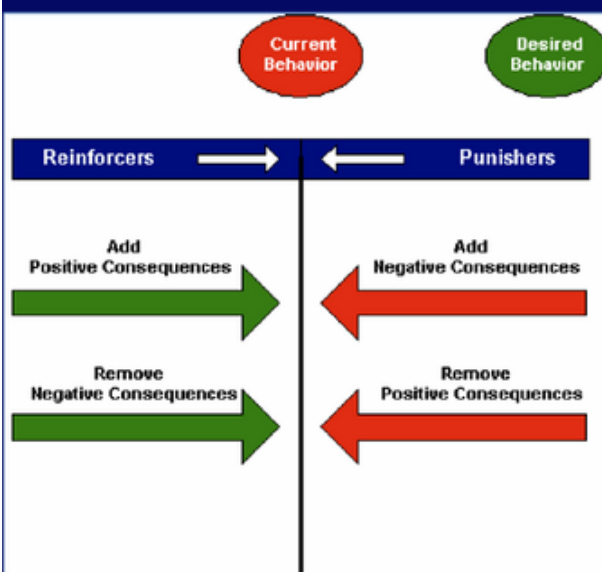 Current
Behavior
Desired
Behavior
Reinforcers
Punishers
Add
Positive Consequences
Add
Negative Consequences
Remove
Negative Consequences
Remove
Positive Consequences